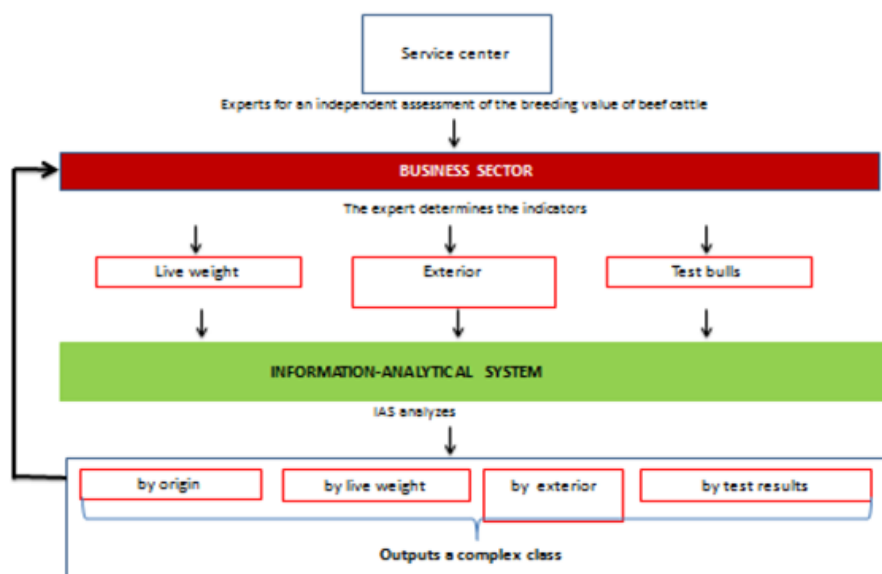 Service center
Experts for an independent assessment of the breeding value of beef cattle
BUSINESS SECTOR
The expert determines the indicators
Live weight
Exterior
Test bulls
INFORMATION-ANALYTICAL SYSTEM
IAS analyzes
by origin
by live weight
by exterior
by test results
Outputs a complex class